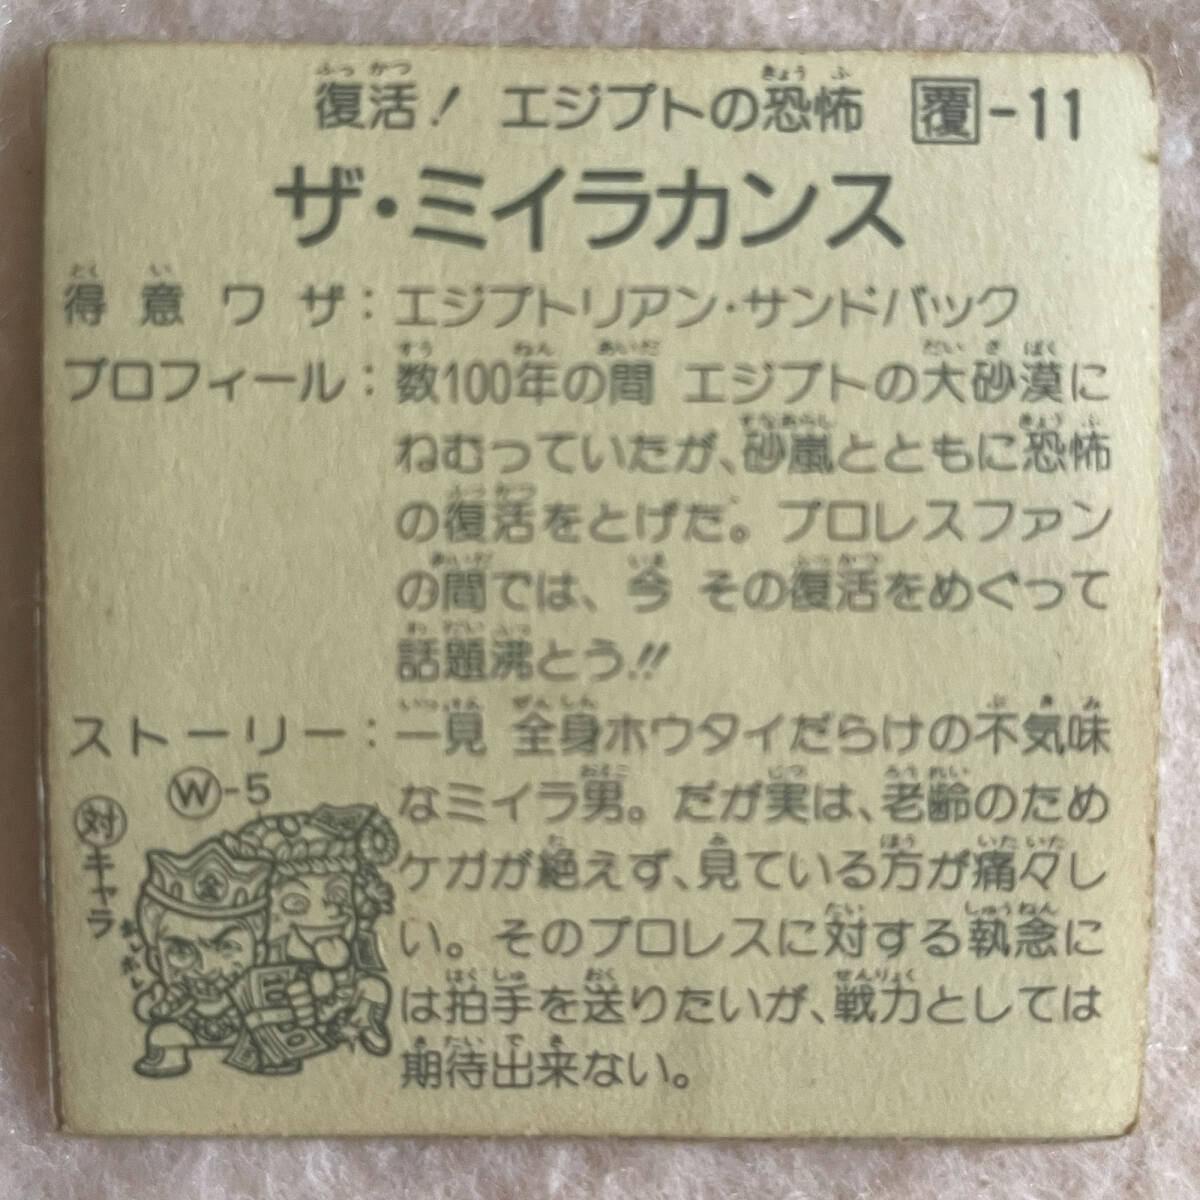 復活！ エジプトの恐怖 覆-11
ザ・ミイラカンス
得意ワザ：エジプトリアン・サンドバック
プロフィール：数100年の間 エジプトの大砂漠に
ねむっていたが、砂嵐とともに恐怖
の復活をとげた。プロレスファン
の間では、今 その復活をめぐって
話題沸とう!!
ストーリー：一見 全身ホウタイだらけの不気味
なミイラ男。だが実は、老齢のため
ケガが絶えず、見ている方が痛々し
い。そのプロレスに対する執念に
は拍手を送りたいが、戦力としては
期待出来ない。
W-5
対キャラ